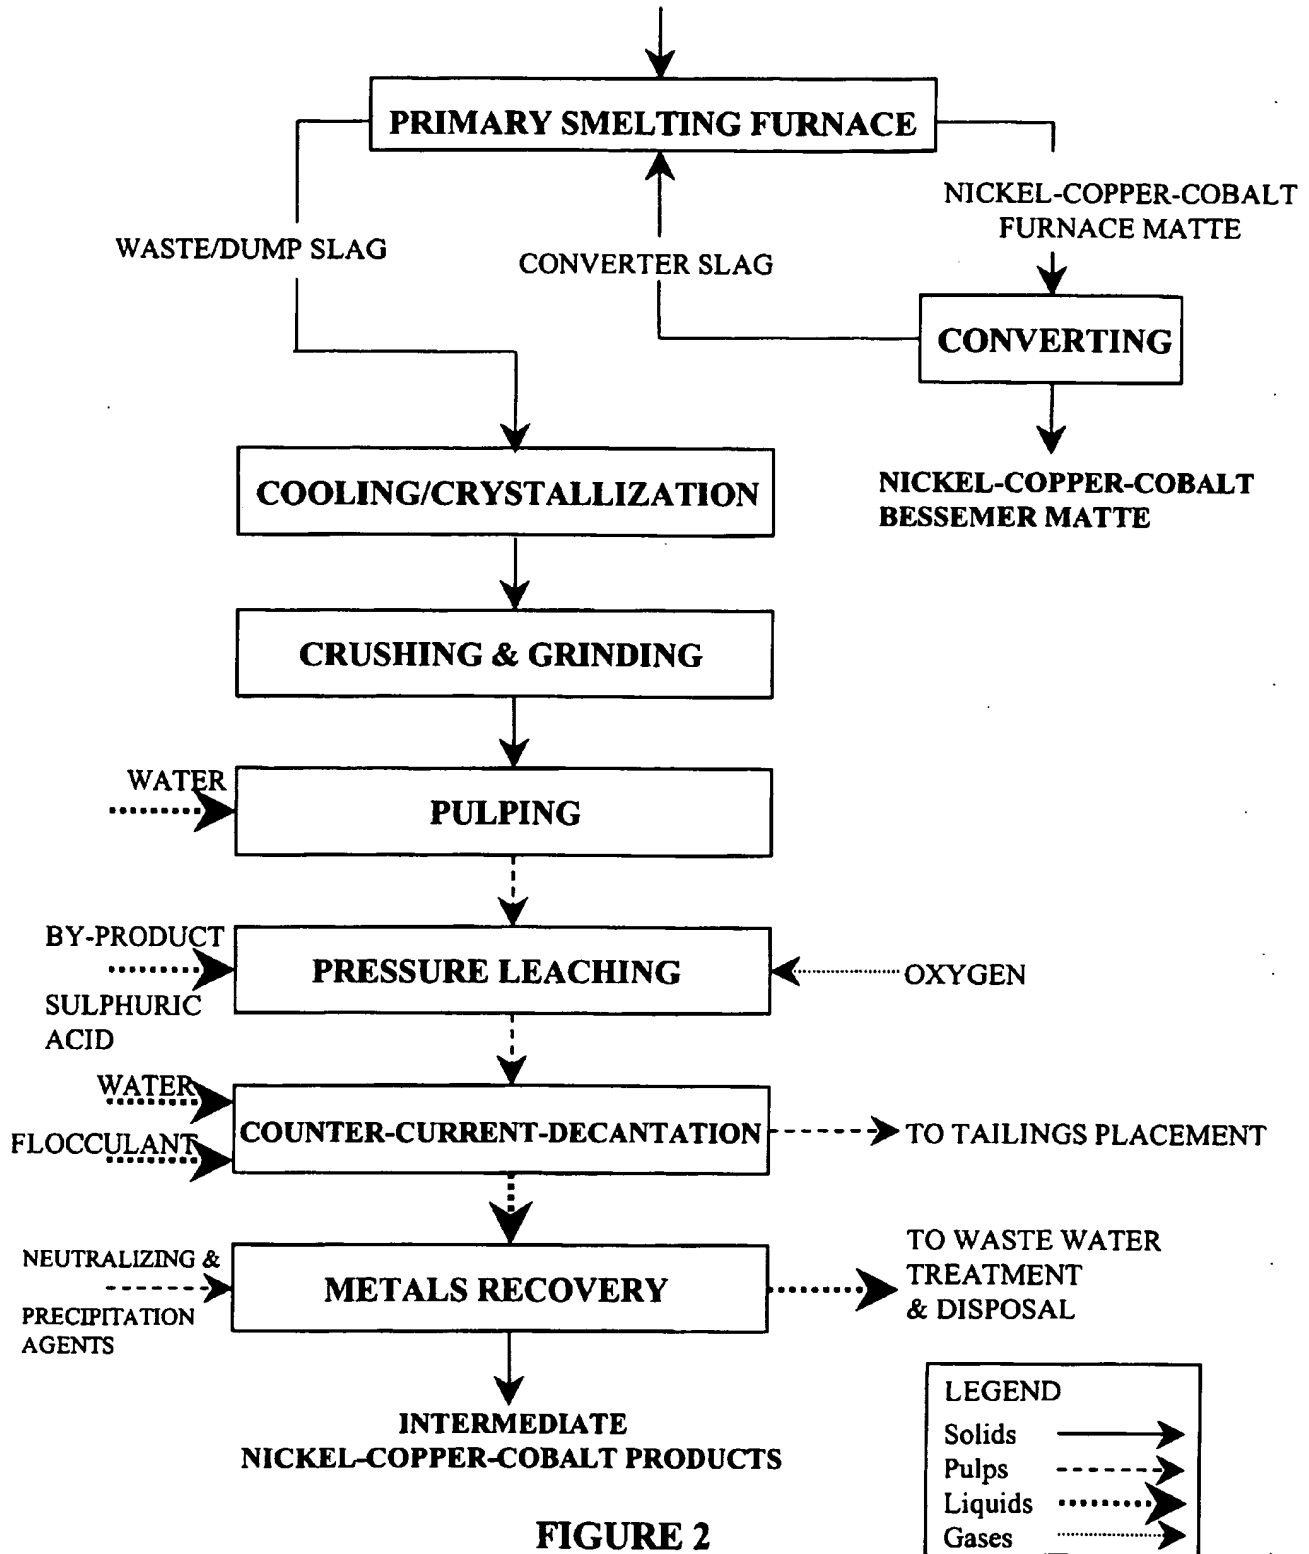 PRIMARY SMELTING FURNACE
NICKEL-COPPER-COBALT
FURNACE MATTE
WASTE/DUMP SLAG
CONVERTER SLAG
CONVERTING
COOLING/CRYSTALLIZATION
NICKEL-COPPER-COBALT
BESSEMER MATTE
CRUSHING & GRINDING
WATER
PULPING
BY-PRODUCT
SULPHURIC
ACID
PRESSURE LEACHING
OXYGEN
WATER
FLOCCULANT
COUNTER-CURRENT-DECANTATION
TO TAILINGS PLACEMENT
NEUTRALIZING &
PRECIPITATION
AGENTS
METALS RECOVERY
TO WASTE WATER
TREATMENT
& DISPOSAL
INTERMEDIATE
NICKEL-COPPER-COBALT PRODUCTS
LEGEND
Solids
Pulps
Liquids
Gases
FIGURE 2